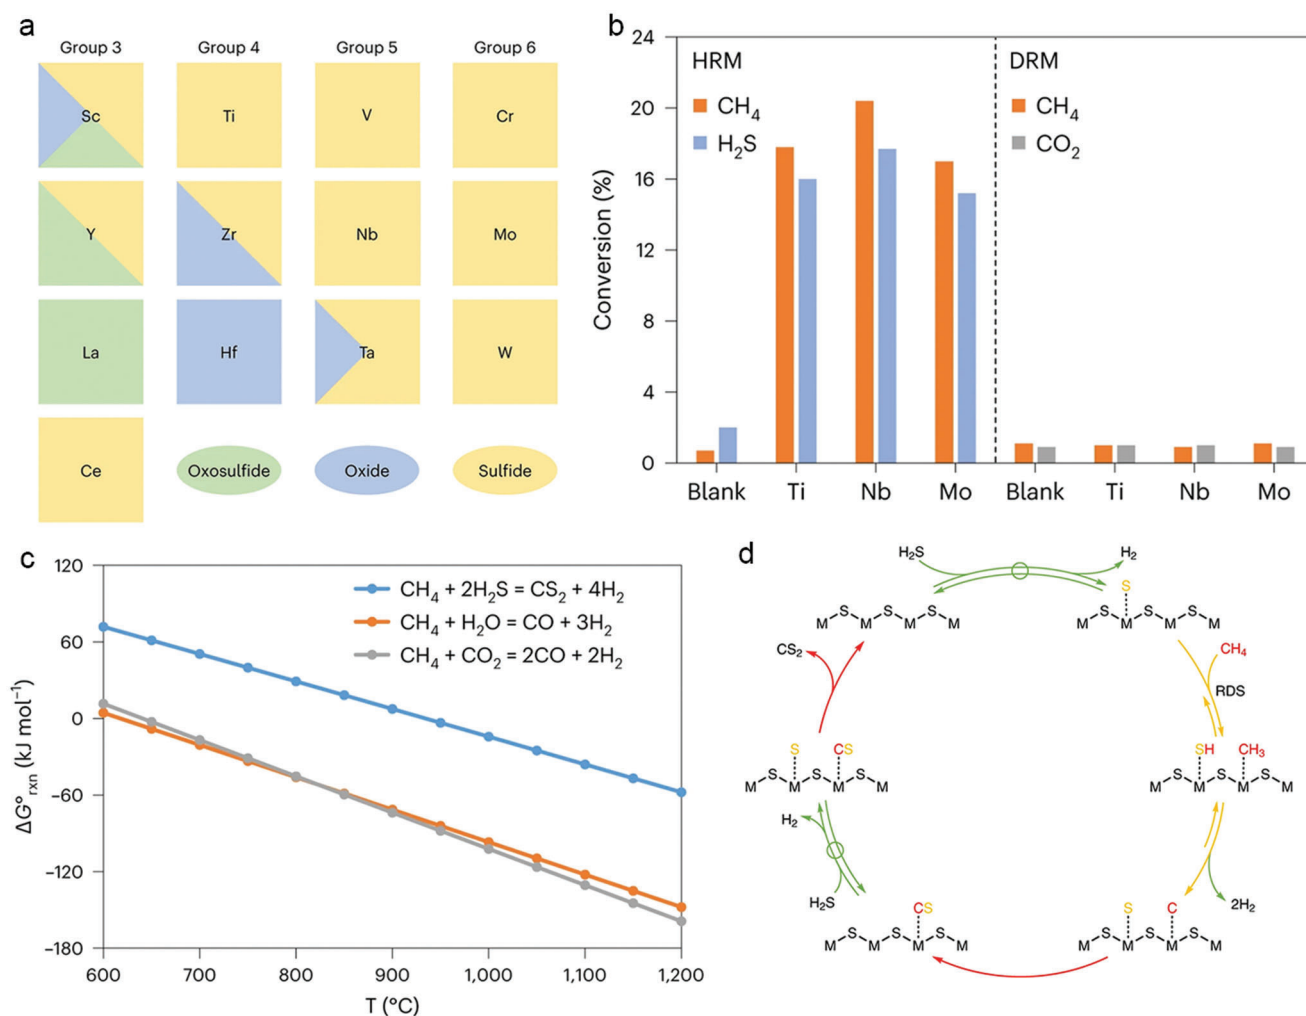 a
Group 3 Group 4 Group 5 Group 6
Sc Ti V Cr
Y Zr Nb Mo
La Hf Ta W
Ce Oxosulfide Oxide Sulfide
b
24
20
16
12
8
4
0
Conversion (%)
HRM
CH₄
H₂S
DRM
CH₄
CO₂
Blank Ti Nb Mo Blank Ti Nb Mo
c
120
60
0
−60
−120
−180
ΔG°rxn (kJ mol⁻¹)
CH₄ + 2H₂S = CS₂ + 4H₂
CH₄ + H₂O = CO + 3H₂
CH₄ + CO₂ = 2CO + 2H₂
600 700 800 900 1,000 1,100 1,200
T (°C)
d
H₂S H₂
S
S S S
M M M M
S S S
M M M M
CS₂
CH₄
RDS
S CS
S S S
M M M M
SH CH₃
S S S
M M M M
H₂
H₂S
2H₂
CS
S S S
M M M M
S C
S S S
M M M M